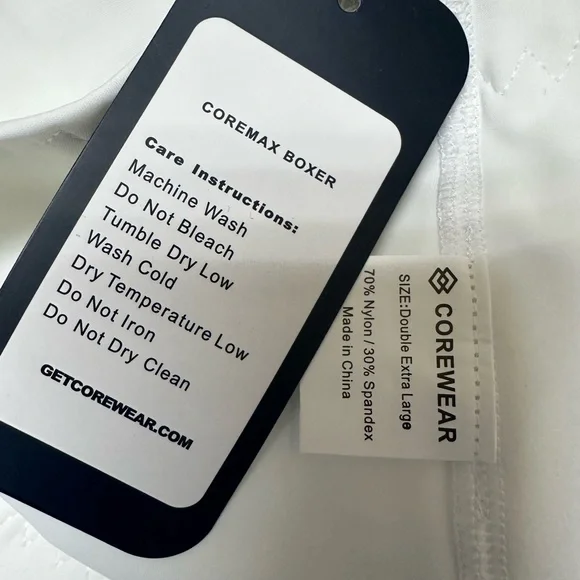 COREMAX BOXER
Care Instructions:
Machine Wash
Do Not Bleach
Tumble Dry Low
Wash Cold
Dry Temperature Low
Do Not Iron
Do Not Dry Clean
GETCOREWEAR.COM
COREWEAR
SIZE:Double Extra Large
70% Nylon / 30% Spandex
Made in China